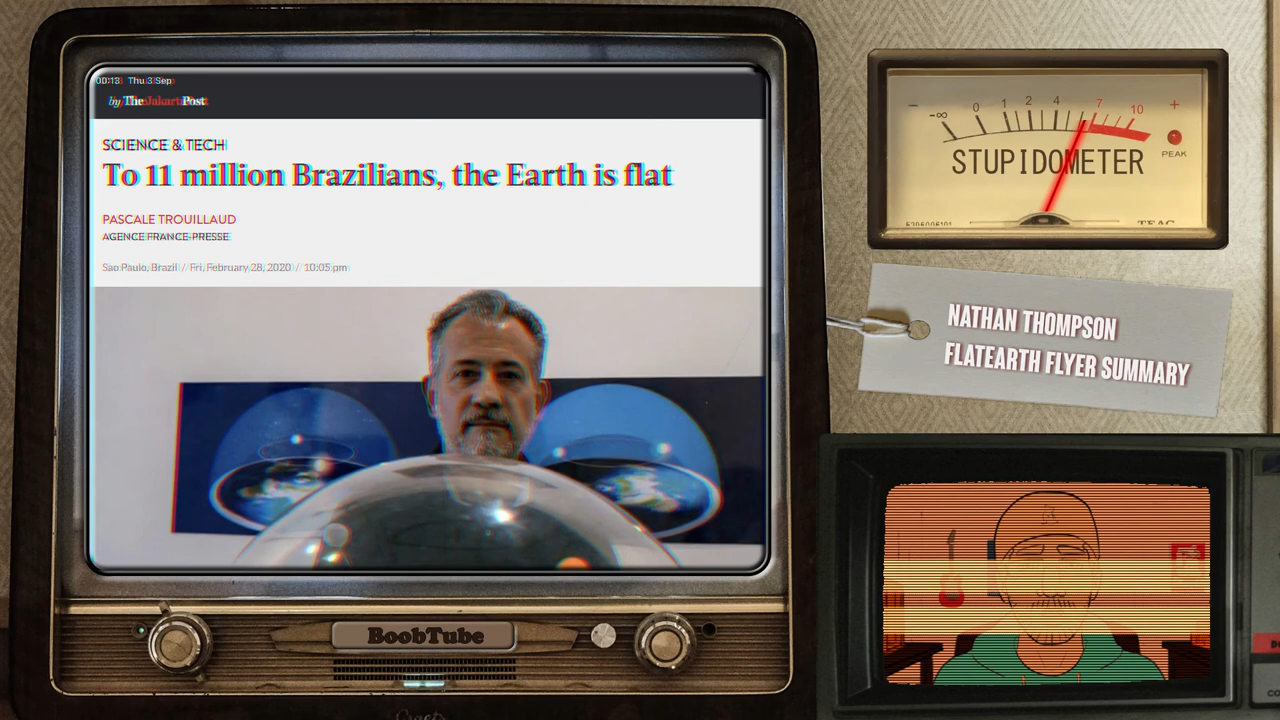 00:13 Thu 3 Sep
by The Jakarta Post
SCIENCE & TECH
To 11 million Brazilians, the Earth is flat
PASCALE TROUILLAUD
AGENCE FRANCE-PRESSE
Sao Paulo, Brazil // Fri, February 28, 2020 // 10:05 pm
BoobTube
- -∞ 0 1 2 4 7 10 +
PEAK
STUPIDOMETER
TEAC
NATHAN THOMPSON
FLATEARTH FLYER SUMMARY